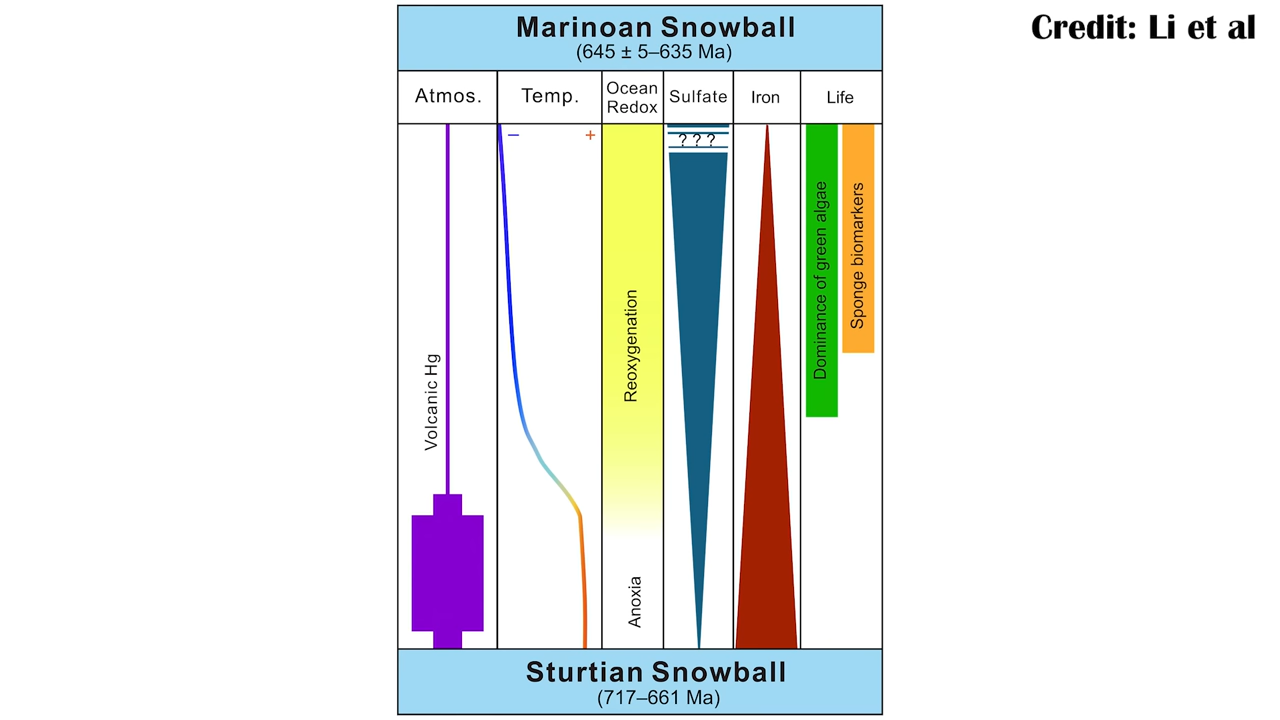 Marinoan Snowball
(645 ± 5–635 Ma)
Credit: Li et al
Atmos.
Temp.
Ocean
Redox
Sulfate
Iron
Life
− +
? ? ?
Volcanic Hg
Reoxygenation
Anoxia
Dominance of green algae
Sponge biomarkers
Sturtian Snowball
(717–661 Ma)